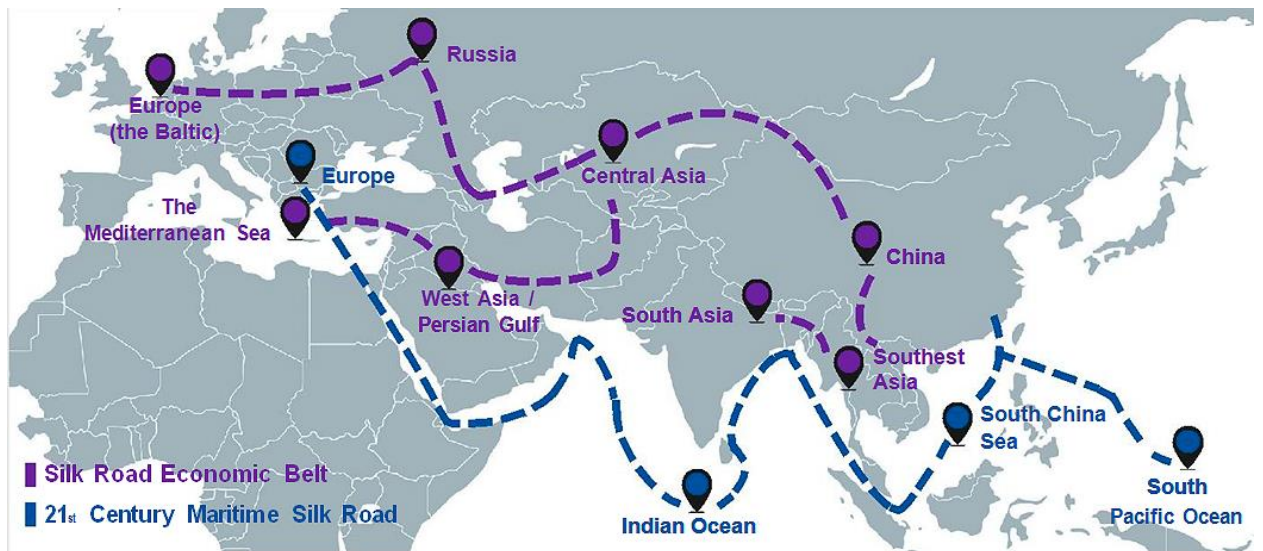 Russia
Europe
(the Baltic)
Europe
Central Asia
The
Mediterranean Sea
China
West Asia /
Persian Gulf
South Asia
Southest
Asia
South China
Sea
Silk Road Economic Belt
21st Century Maritime Silk Road
Indian Ocean
South
Pacific Ocean